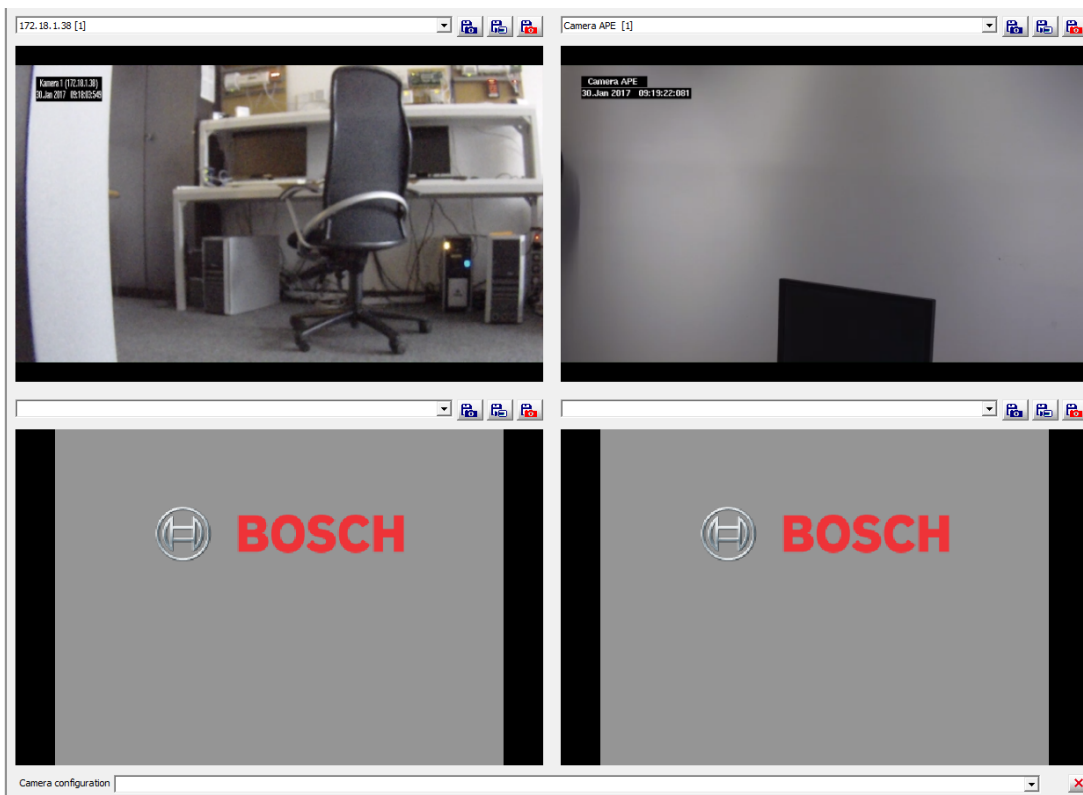 172.18.1.38 [1]
Camera APE [1]
Kamera 1 (172.18.1.38)
30.Jan 2017 09:18:03:549
Camera APE
30.Jan 2017 09:19:22:081
BOSCH
BOSCH
Camera configuration